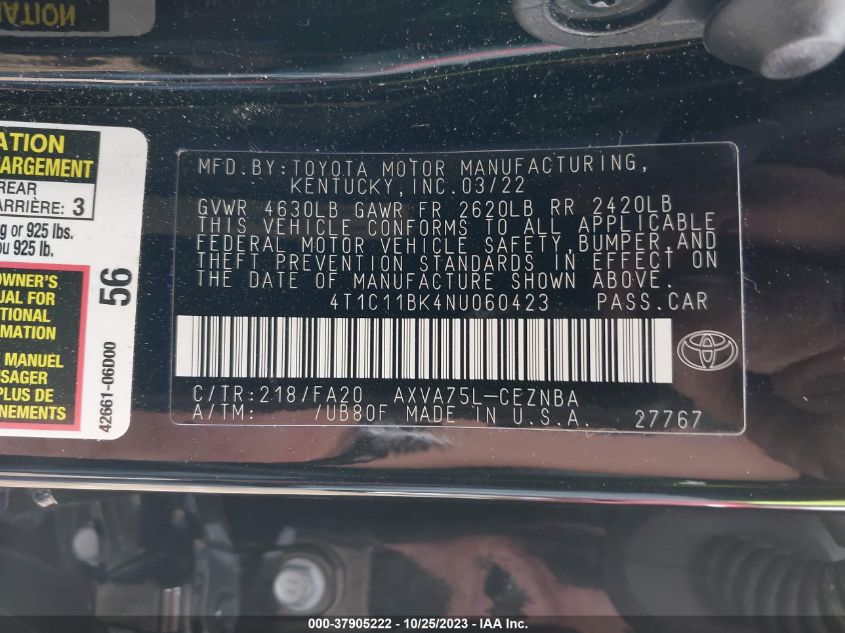 ATION
ATION
HARGEMENT
REAR
ARRIÈRE: 3
g or 925 lbs.
ou 925 lb.
OWNER'S
UAL FOR
TIONAL
RMATION
MANUEL
SAGER
PLUS DE
NEMENTS
42661-06D00 56
MFD.BY:TOYOTA MOTOR MANUFACTURING,
KENTUCKY,INC.03/22
GVWR 4630LB GAWR FR 2620LB RR 2420LB
THIS VEHICLE CONFORMS TO ALL APPLICABLE
FEDERAL MOTOR VEHICLE SAFETY,BUMPER,AND
THEFT PREVENTION STANDARDS IN EFFECT ON
THE DATE OF MANUFACTURE SHOWN ABOVE.
4T1C11BK4NU060423 PASS.CAR
C/TR:218/FA20 AXVA75L-CEZNBA
A/TM: /UB80F MADE IN U.S.A. 27767
000-37905222 - 10/25/2023 - IAA Inc.